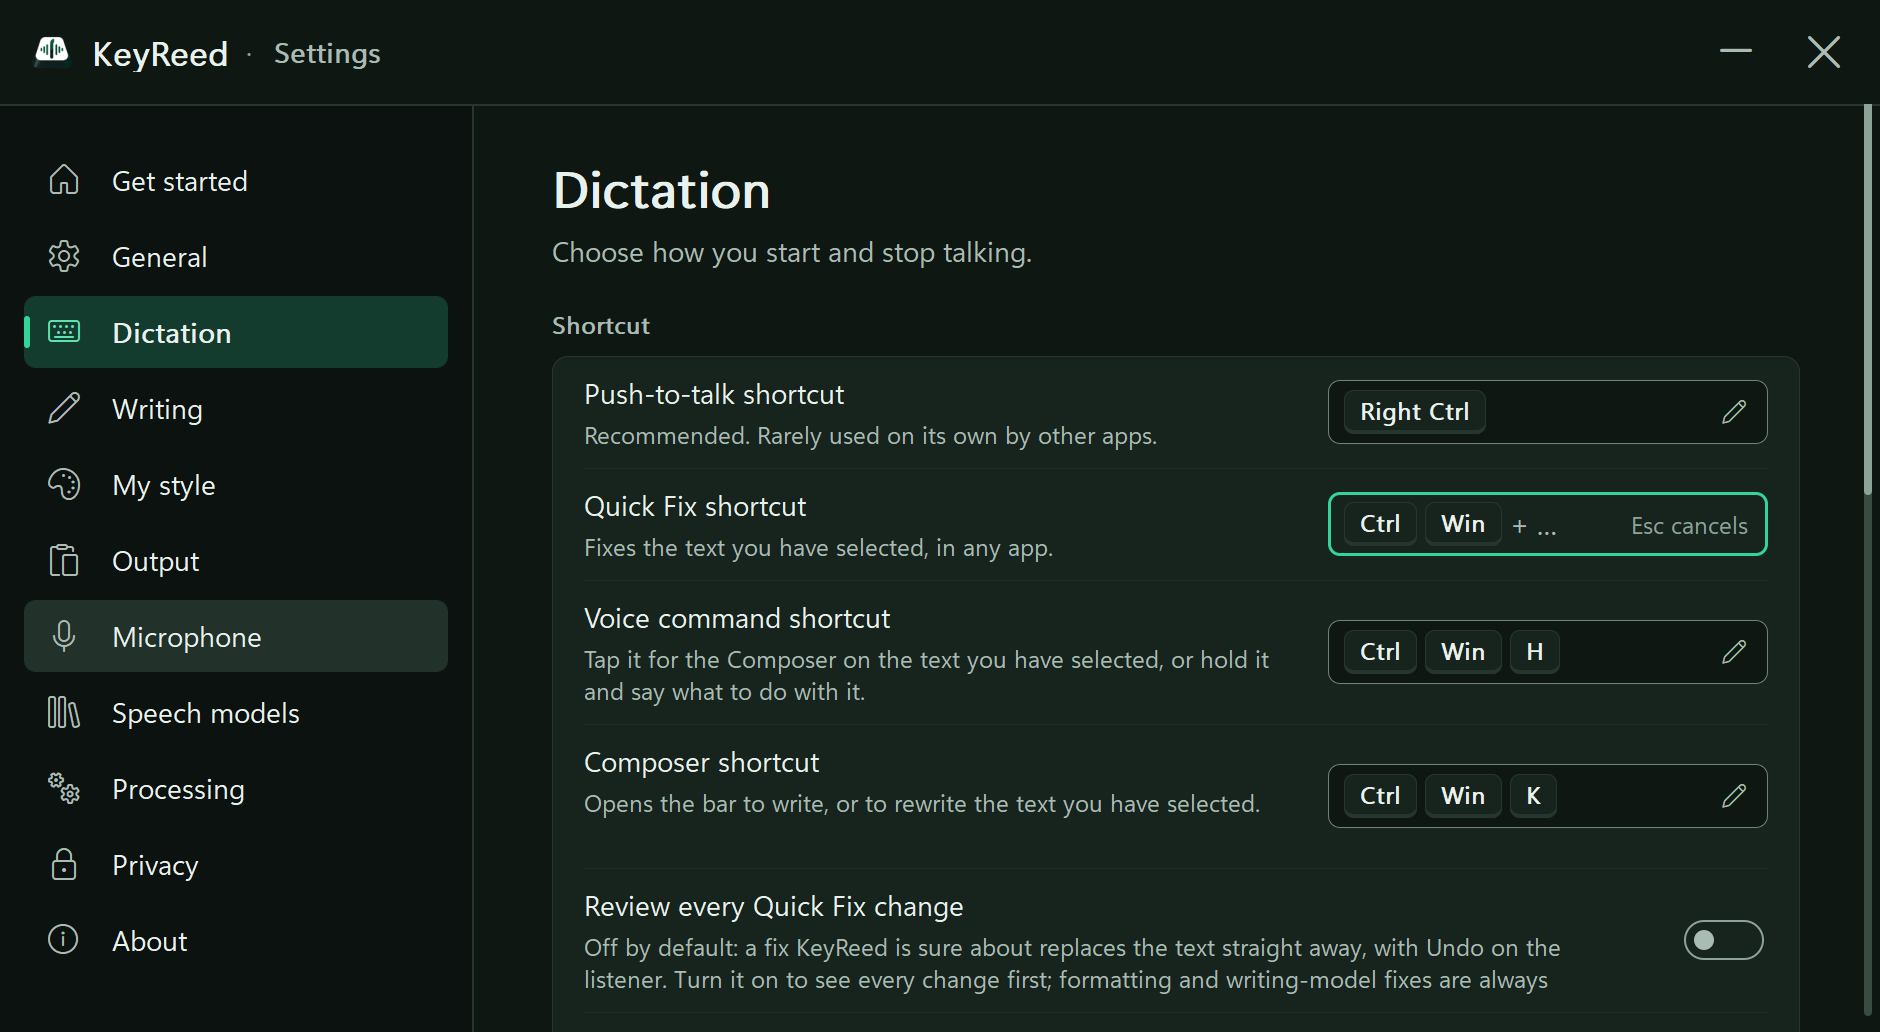 KeyReed · Settings
Get started
General
Dictation
Writing
My style
Output
Microphone
Speech models
Processing
Privacy
About
Dictation
Choose how you start and stop talking.
Shortcut
Push-to-talk shortcut
Recommended. Rarely used on its own by other apps.
Right Ctrl
Quick Fix shortcut
Fixes the text you have selected, in any app.
Ctrl Win + ... Esc cancels
Voice command shortcut
Tap it for the Composer on the text you have selected, or hold it
and say what to do with it.
Ctrl Win H
Composer shortcut
Opens the bar to write, or to rewrite the text you have selected.
Ctrl Win K
Review every Quick Fix change
Off by default: a fix KeyReed is sure about replaces the text straight away, with Undo on the
listener. Turn it on to see every change first; formatting and writing-model fixes are always